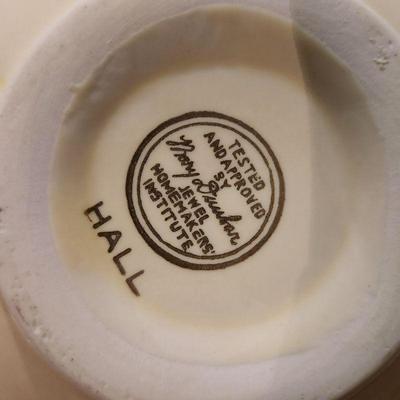 TESTED
AND APPROVED
BY
Mary Dunbar
JEWEL
HOMEMAKERS'
INSTITUTE
HALL